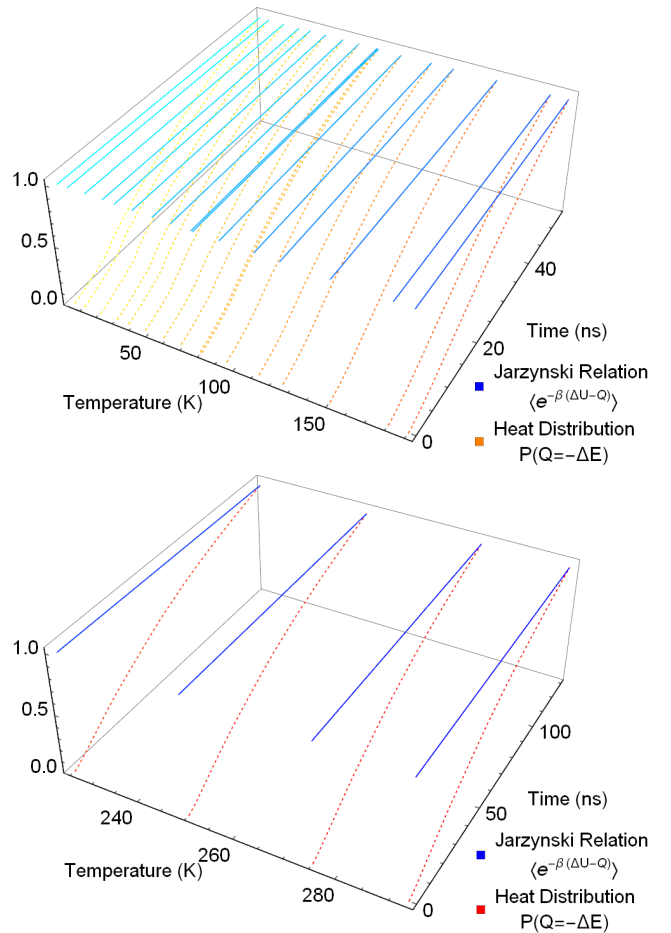 1.0
0.5
0.0
50
100
150
Temperature (K)
0
20
40
Time (ns)
Jarzynski Relation
⟨e^{-β (ΔU-Q)}⟩
Heat Distribution
P(Q=-ΔE)
1.0
0.5
0.0
240
260
280
Temperature (K)
0
50
100
Time (ns)
Jarzynski Relation
⟨e^{-β (ΔU-Q)}⟩
Heat Distribution
P(Q=-ΔE)